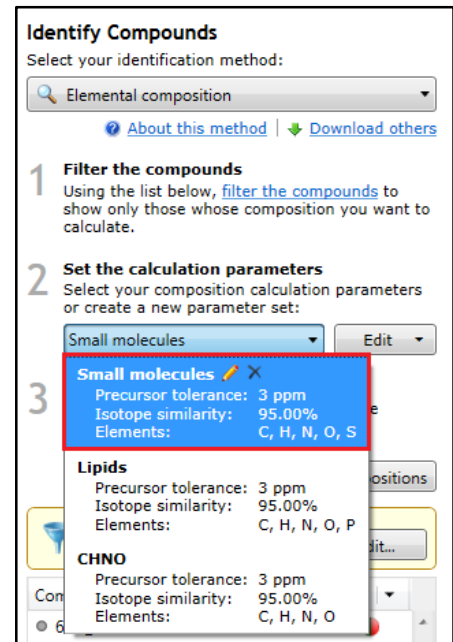 Identify Compounds
Select your identification method:
Elemental composition
About this method | Download others
1 Filter the compounds
Using the list below, filter the compounds to
show only those whose composition you want to
calculate.
2 Set the calculation parameters
Select your composition calculation parameters
or create a new parameter set:
Small molecules Edit
Small molecules
Precursor tolerance: 3 ppm
3 Isotope similarity: 95.00% e
Elements: C, H, N, O, S
Lipids
Precursor tolerance: 3 ppm ositions
Isotope similarity: 95.00%
Elements: C, H, N, O, P
CHNO dit...
Precursor tolerance: 3 ppm
Com Isotope similarity: 95.00%
6 Elements: C, H, N, O